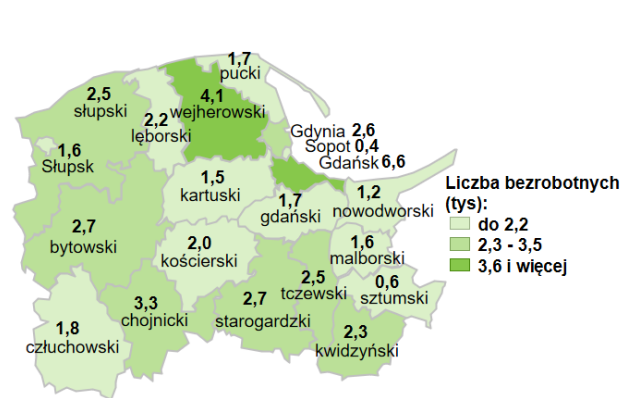 1,7
pucki
2,5
słupski
4,1
wejherowski
2,2
lęborski
Gdynia 2,6
Sopot 0,4
Gdańsk 6,6
1,6
Słupsk
1,5
kartuski
1,7
gdański
1,2
nowodworski
Liczba bezrobotnych
(tys):
do 2,2
2,3 - 3,5
3,6 i więcej
2,7
bytowski
2,0
kościerski
1,6
malborski
0,6
sztumski
2,5
tczewski
3,3
chojnicki
2,7
starogardzki
1,8
człuchowski
2,3
kwidzyński